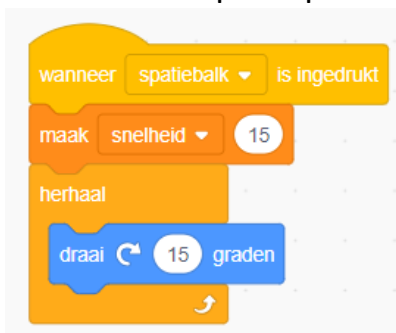 wanneer spatiebalk is ingedrukt
maak snelheid 15
herhaal
draai 15 graden